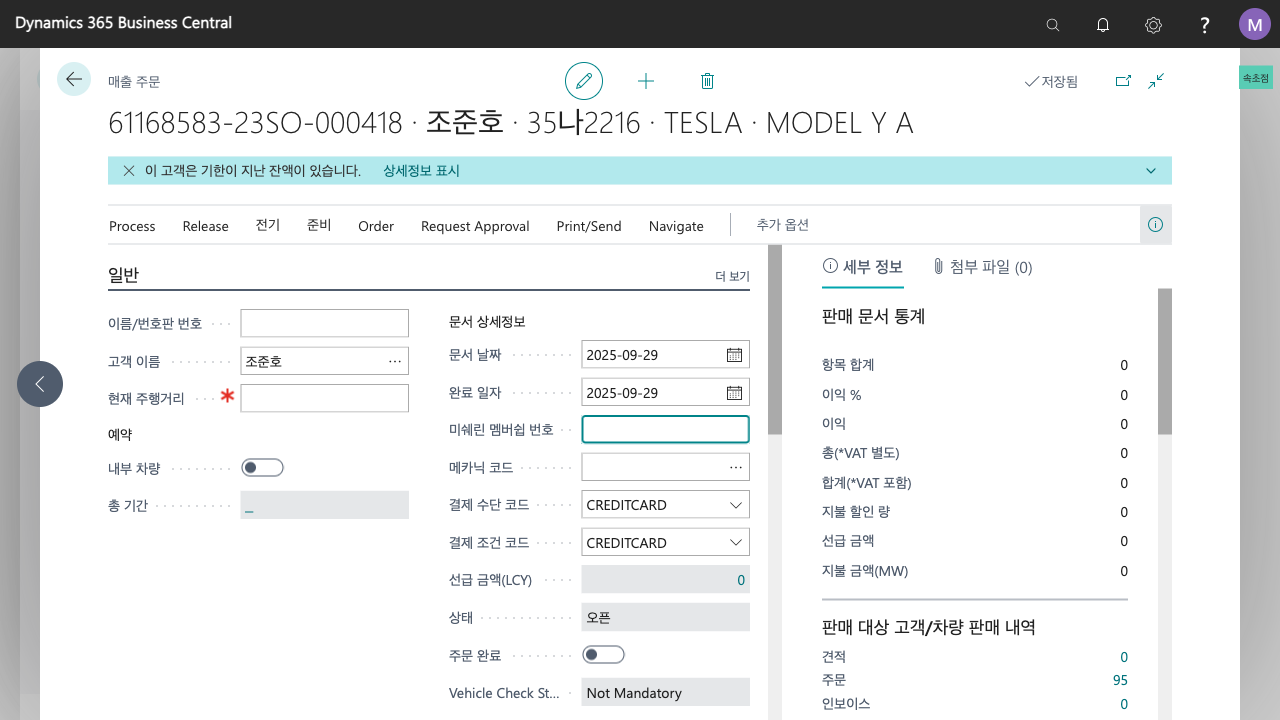 Dynamics 365 Business Central
?
M
매출 주문
저장됨
속초점
61168583-23SO-000418 · 조준호 · 35나2216 · TESLA · MODEL Y A
이 고객은 기한이 지난 잔액이 있습니다. 상세정보 표시
Process Release 전기 준비 Order Request Approval Print/Send Navigate 추가 옵션
일반
더 보기
이름/번호판 번호
고객 이름 조준호 ···
현재 주행거리 *
예약
내부 차량
총 기간 _
문서 상세정보
문서 날짜 2025-09-29
완료 일자 2025-09-29
미쉐린 멤버쉽 번호
메카닉 코드 ···
결제 수단 코드 CREDITCARD
결제 조건 코드 CREDITCARD
선급 금액(LCY) 0
상태 오픈
주문 완료
Vehicle Check St... Not Mandatory
세부 정보 첨부 파일 (0)
판매 문서 통계
항목 합계 0
이익 % 0
이익 0
총(*VAT 별도) 0
합계(*VAT 포함) 0
지불 할인 량 0
선급 금액 0
지불 금액(MW) 0
판매 대상 고객/차량 판매 내역
견적 0
주문 95
인보이스 0